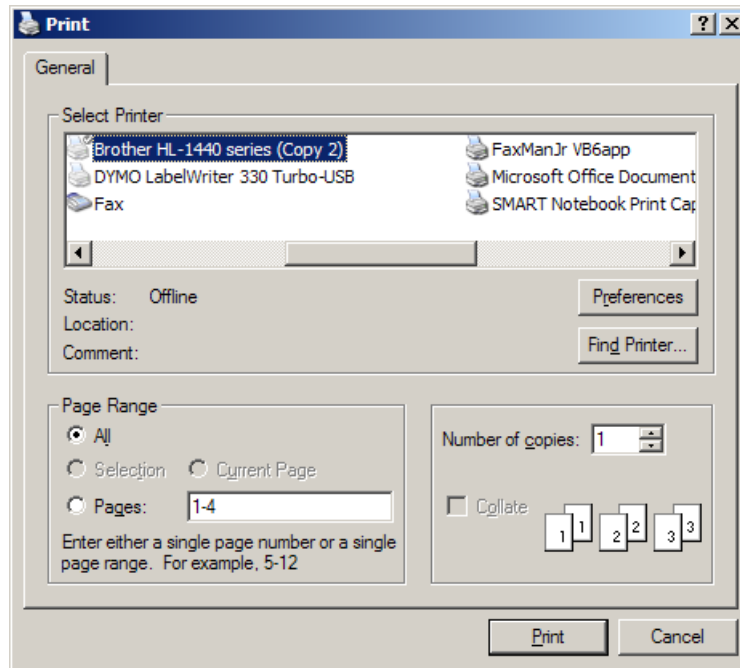 Print
General
Select Printer
Brother HL-1440 series (Copy 2)
DYMO LabelWriter 330 Turbo-USB
Fax
FaxManJr VB6app
Microsoft Office Document
SMART Notebook Print Cap
Status: Offline
Location:
Comment:
Preferences
Find Printer...
Page Range
All
Selection Current Page
Pages: 1-4
Enter either a single page number or a single
page range. For example, 5-12
Number of copies: 1
Collate
1 1 2 2 3 3
Print Cancel